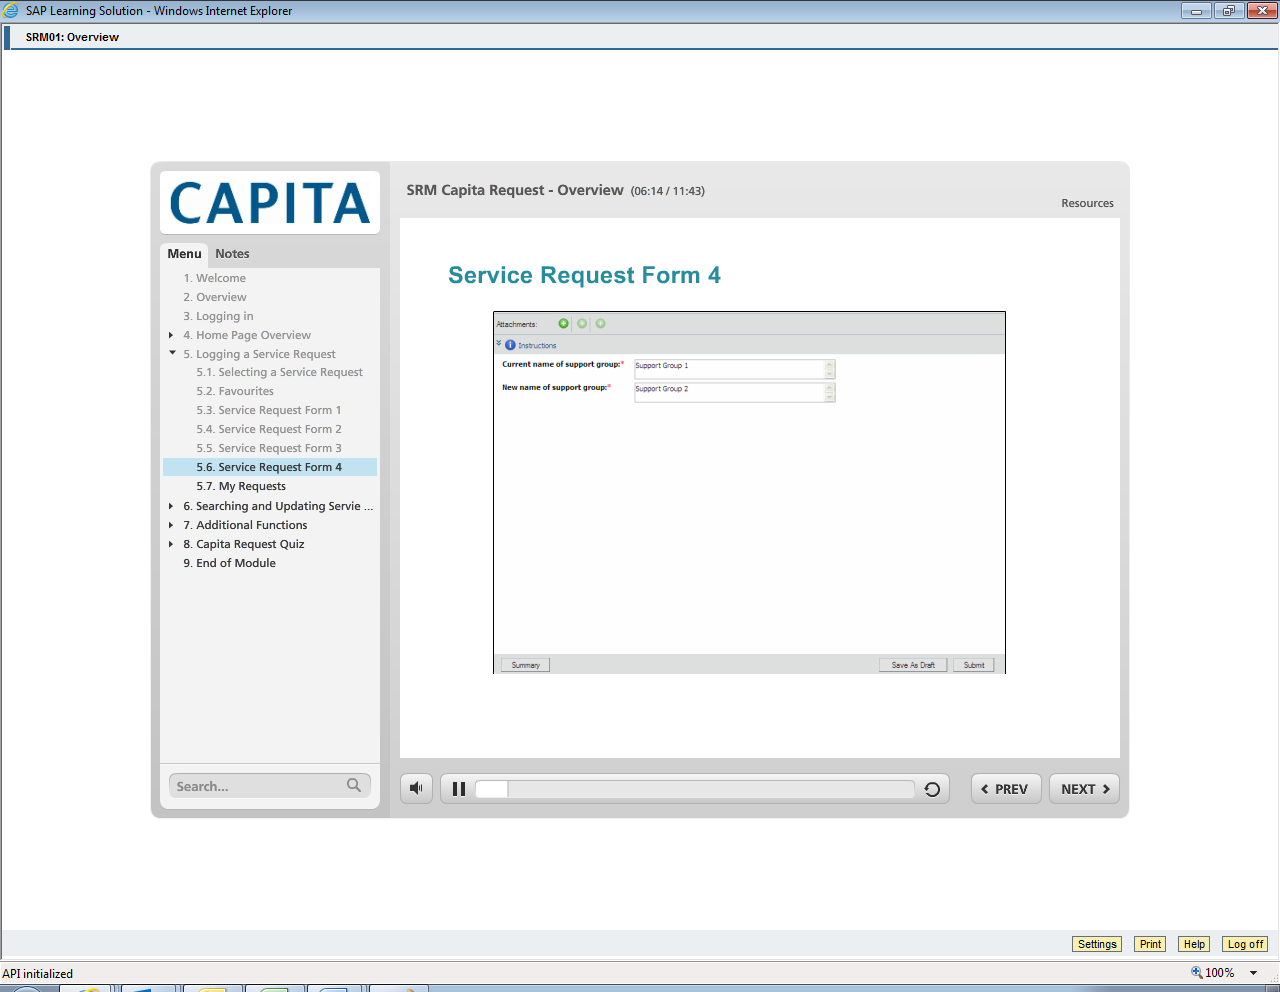 SAP Learning Solution - Windows Internet Explorer
SRM01: Overview
CAPITA
SRM Capita Request - Overview (06:14 / 11:43)
Resources
Menu Notes
1. Welcome
2. Overview
3. Logging in
4. Home Page Overview
5. Logging a Service Request
5.1. Selecting a Service Request
5.2. Favourites
5.3. Service Request Form 1
5.4. Service Request Form 2
5.5. Service Request Form 3
5.6. Service Request Form 4
5.7. My Requests
6. Searching and Updating Servie ...
7. Additional Functions
8. Capita Request Quiz
9. End of Module
Search...
Service Request Form 4
Attachments:
Instructions
Current name of support group:* Support Group 1
New name of support group:* Support Group 2
Summary Save As Draft Submit
PREV NEXT
Settings Print Help Log off
API initialized 100%